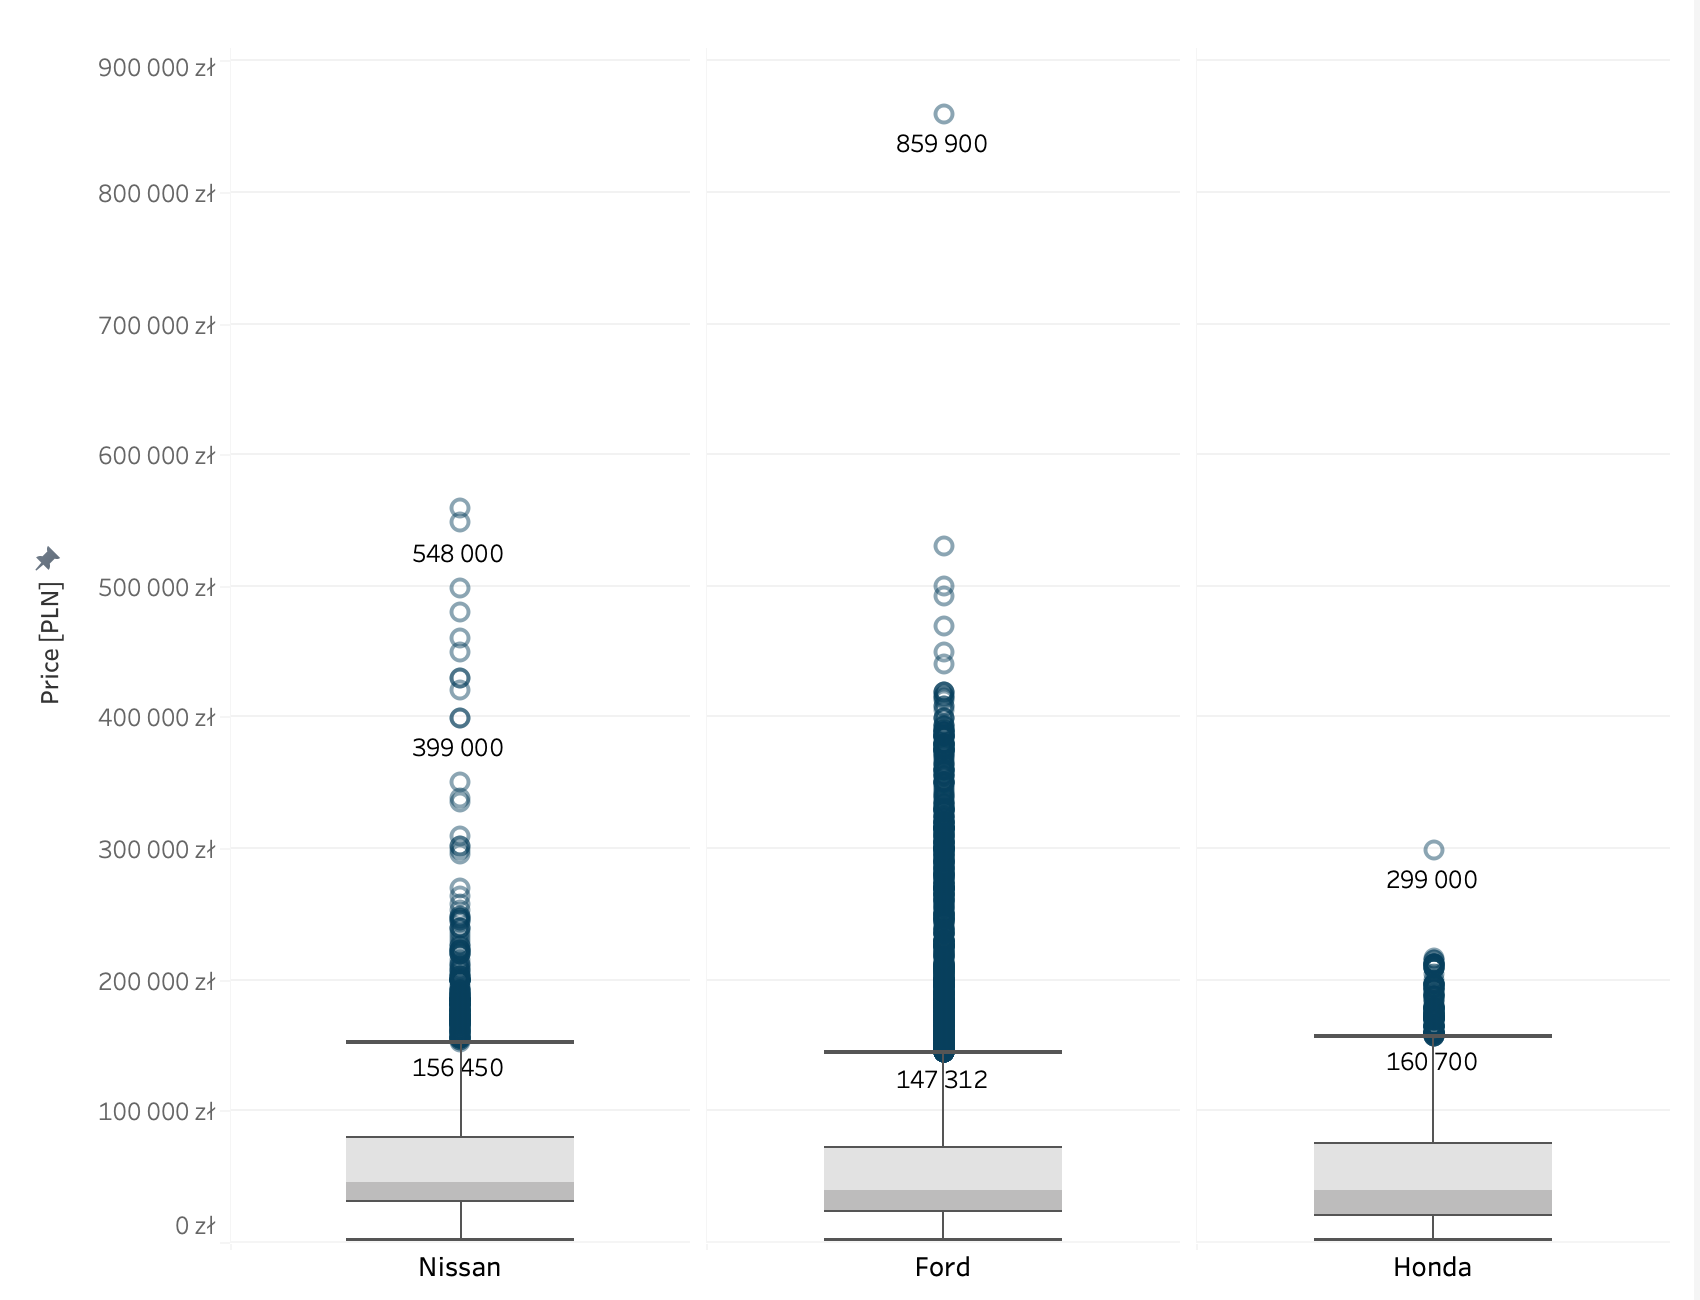 900 000 zł
859 900
800 000 zł
700 000 zł
600 000 zł
548 000
500 000 zł
Price [PLN]
400 000 zł
399 000
300 000 zł
299 000
200 000 zł
156 450
147 312
160 700
100 000 zł
0 zł
Nissan
Ford
Honda